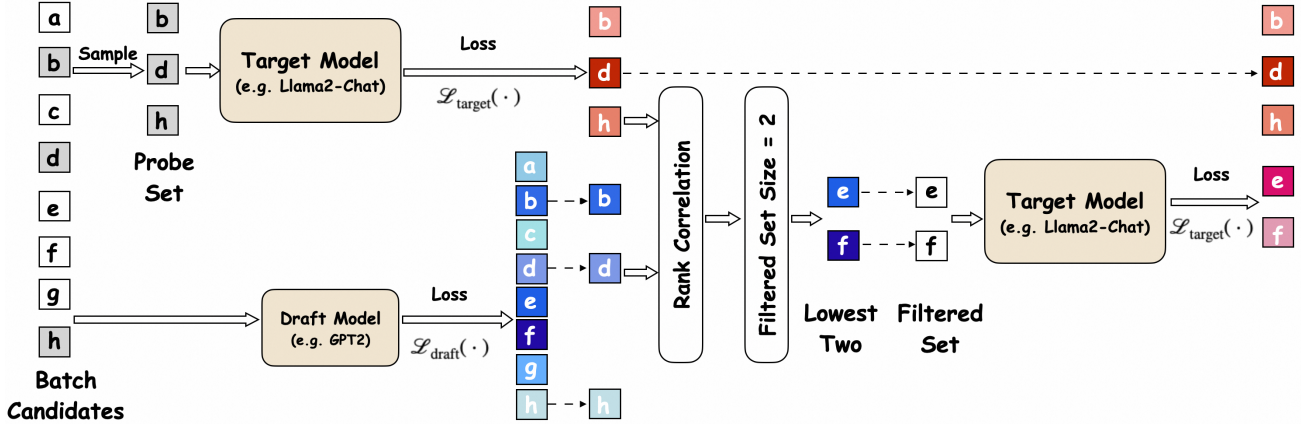 a
b
c
d
e
f
g
h
Batch
Candidates
Sample
b
d
h
Probe
Set
Target Model
(e.g. Llama2-Chat)
Loss
ℒtarget(·)
b
d
h
Draft Model
(e.g. GPT2)
Loss
ℒdraft(·)
a
b
c
d
e
f
g
h
b
d
h
Rank Correlation
Filtered Set Size = 2
e
f
Lowest
Two
e
f
Filtered
Set
Target Model
(e.g. Llama2-Chat)
Loss
ℒtarget(·)
b
d
h
e
f